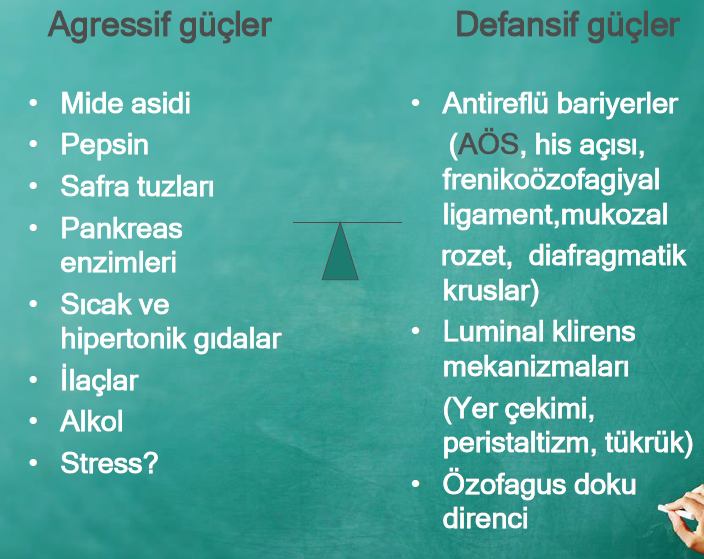 Agressif güçler
• Mide asidi
• Pepsin
• Safra tuzları
• Pankreas
enzimleri
• Sıcak ve
hipertonik gıdalar
• İlaçlar
• Alkol
• Stress?
Defansif güçler
• Antireflü bariyerler
(AÖS, his açısı,
frenikoözofagiyal
ligament,mukozal
rozet, diafragmatik
kruslar)
• Luminal klirens
mekanizmaları
(Yer çekimi,
peristaltizm, tükrük)
• Özofagus doku
direnci